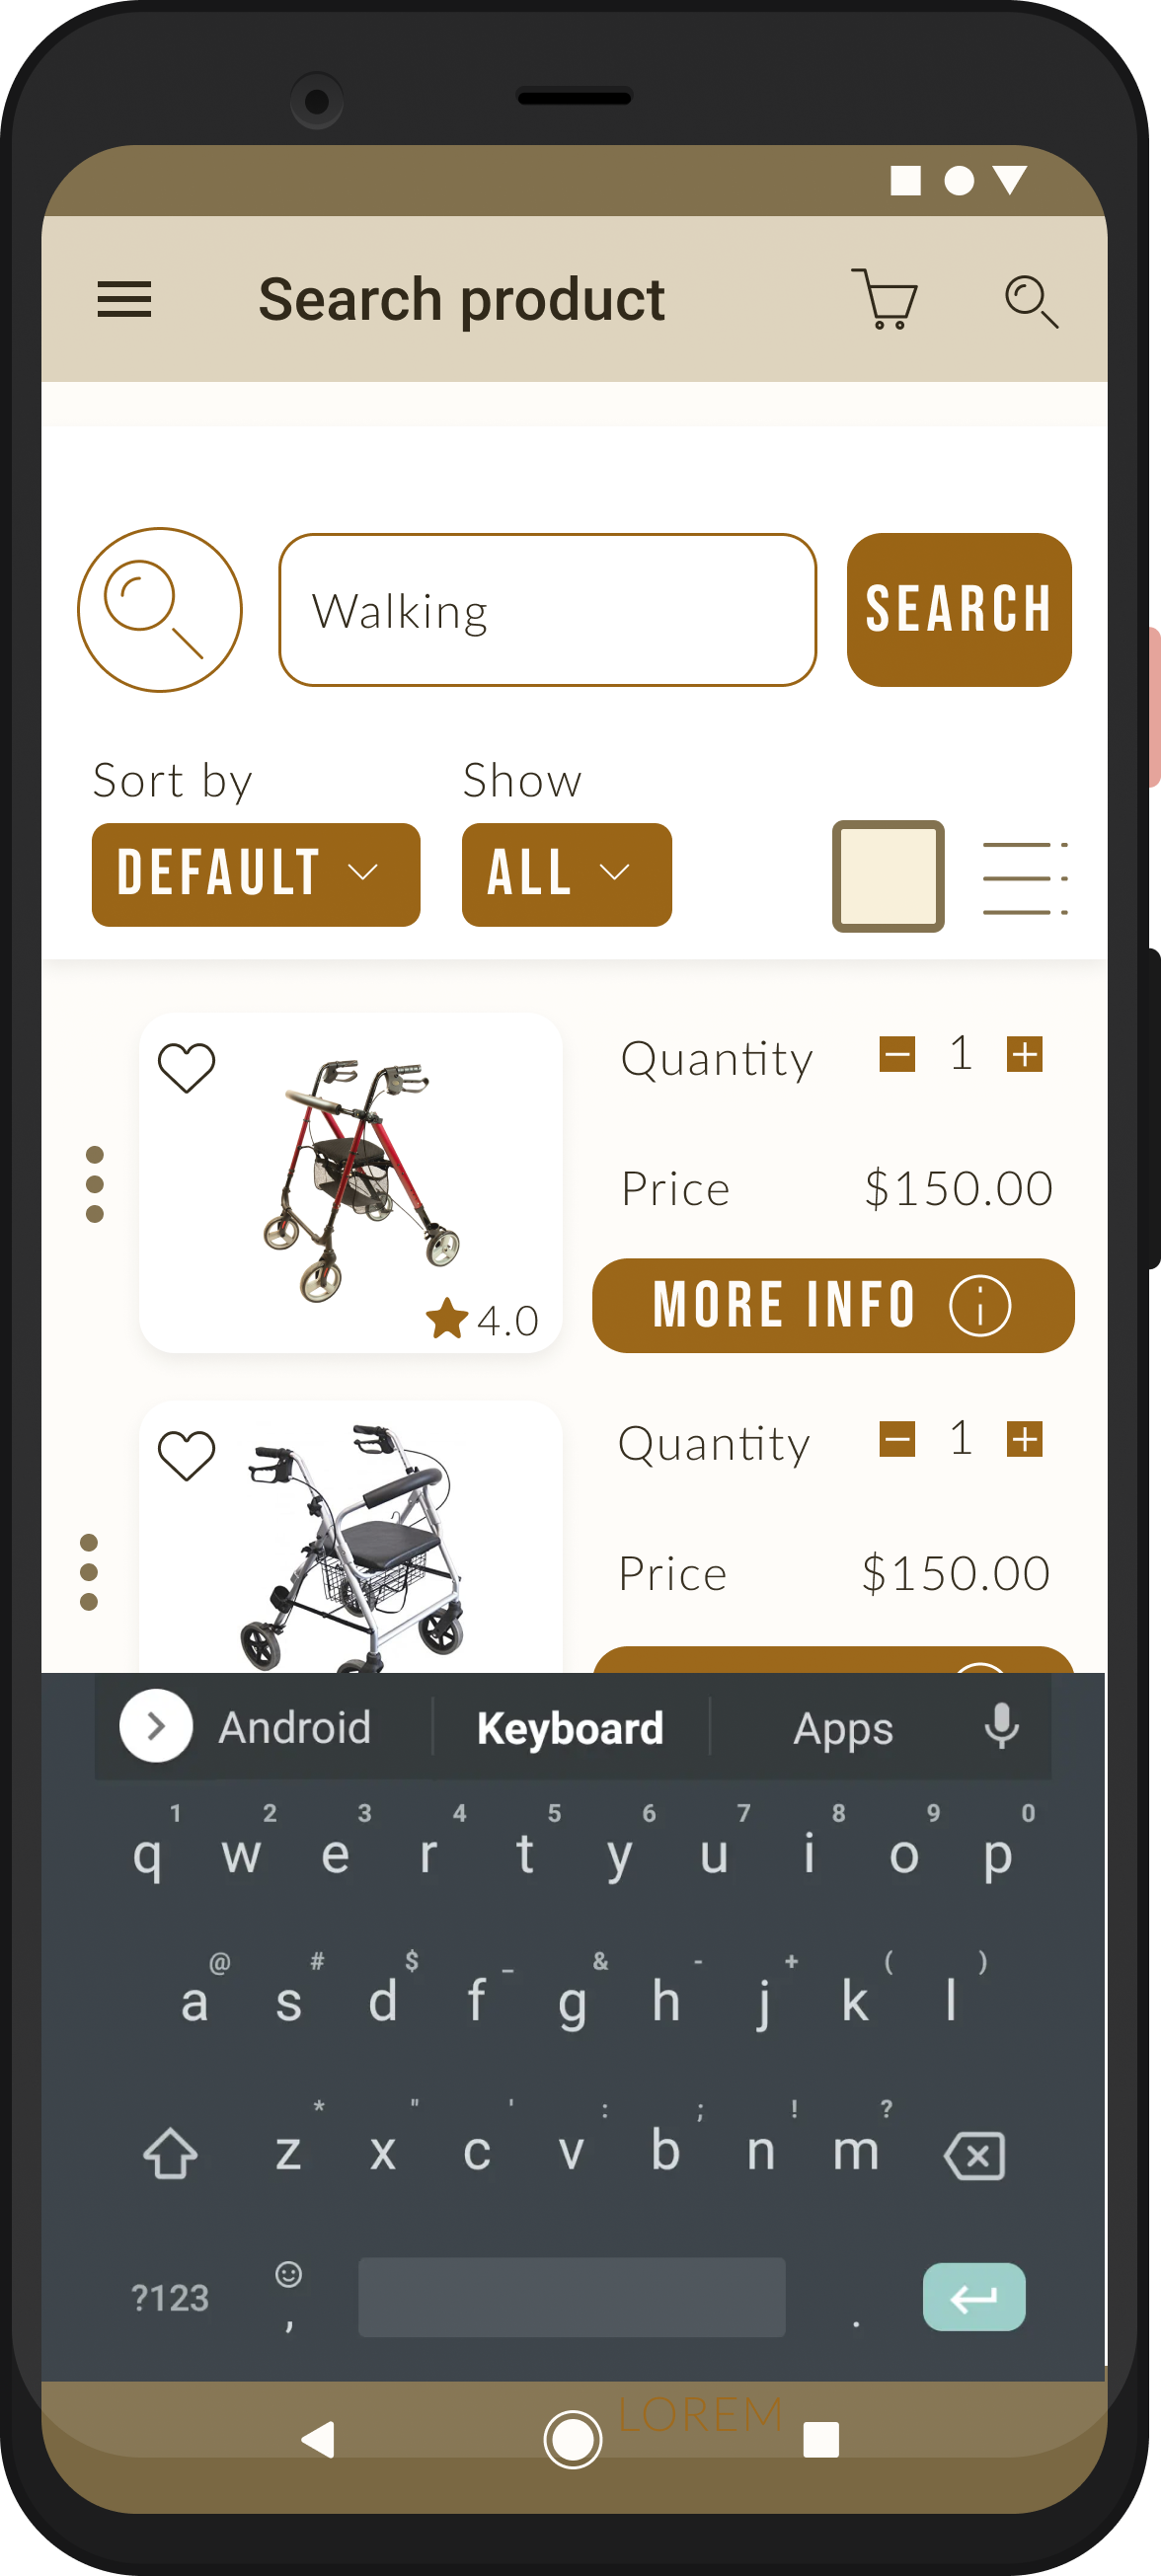 Search product
Walking
SEARCH
Sort by
Show
DEFAULT
ALL
Quantity
1
Price
$150.00
4.0
MORE INFO
Quantity
1
Price
$150.00
Android Keyboard Apps
1 2 3 4 5 6 7 8 9 0
q w e r t y u i o p
@ # $ _ & - + ( )
a s d f g h j k l
* " ' : ; ! ?
z x c v b n m
?123 , .
LOREM